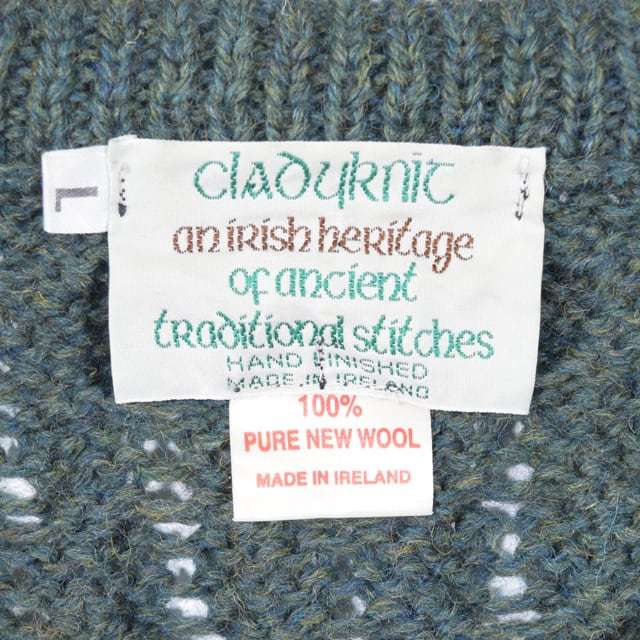 L
cladyknit
an irish heritage
of ancient
traditional stitches
HAND FINISHED
MADE IN IRELAND
100%
PURE NEW WOOL
MADE IN IRELAND